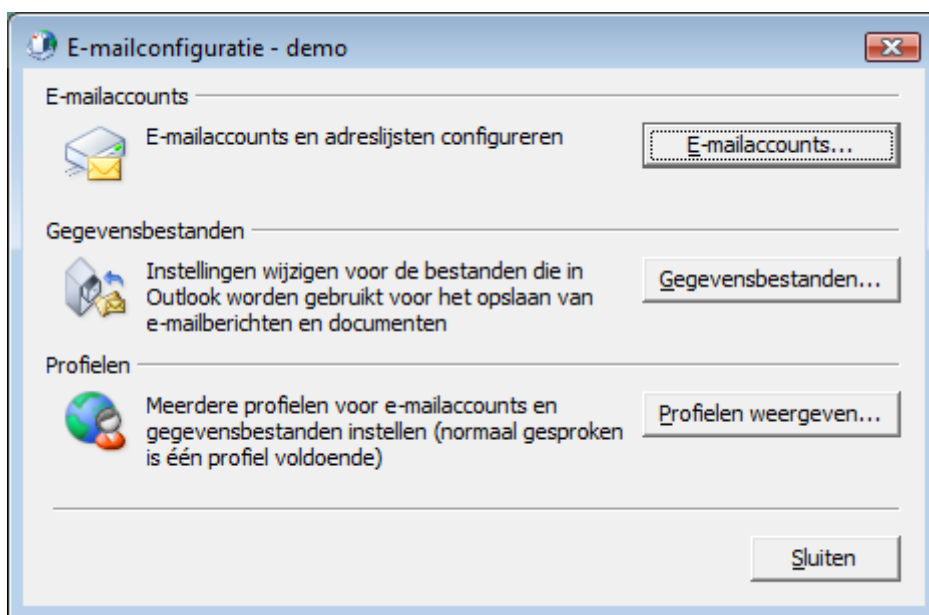 E-mailconfiguratie - demo
E-mailaccounts
E-mailaccounts en adreslijsten configureren
E-mailaccounts...
Gegevensbestanden
Instellingen wijzigen voor de bestanden die in
Outlook worden gebruikt voor het opslaan van
e-mailberichten en documenten
Gegevensbestanden...
Profielen
Meerdere profielen voor e-mailaccounts en
gegevensbestanden instellen (normaal gesproken
is één profiel voldoende)
Profielen weergeven...
Sluiten